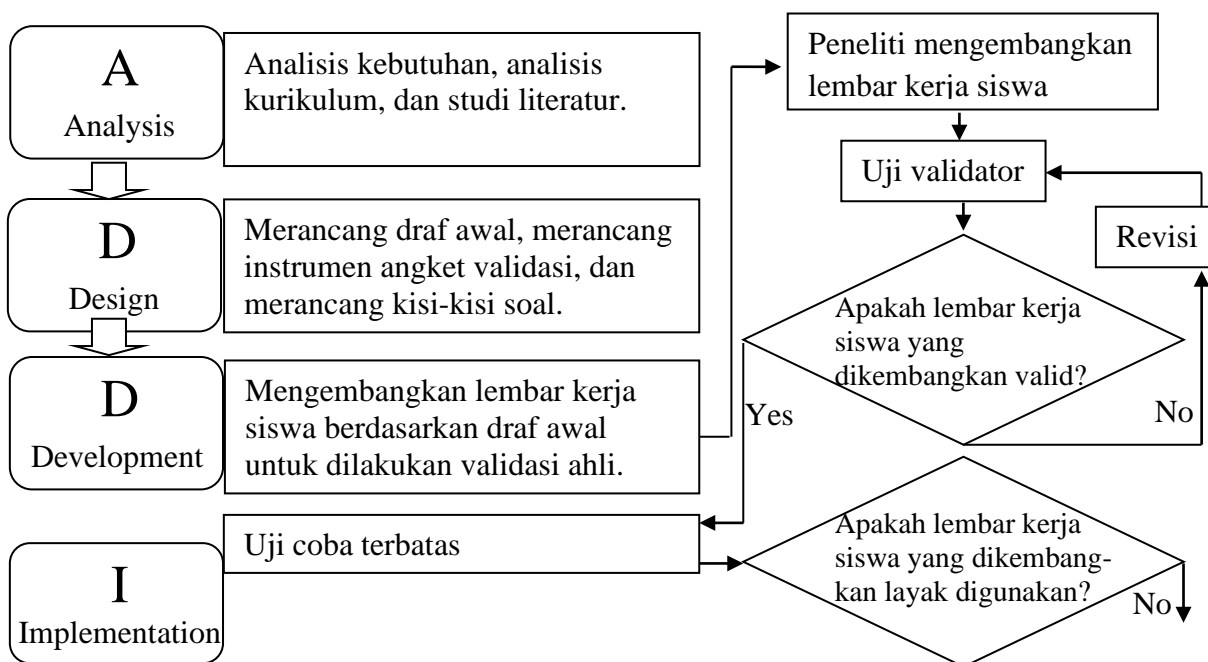 A
Analysis
Analisis kebutuhan, analisis
kurikulum, dan studi literatur.
D
Design
Merancang draf awal, merancang
instrumen angket validasi, dan
merancang kisi-kisi soal.
D
Development
Mengembangkan lembar kerja
siswa berdasarkan draf awal
untuk dilakukan validasi ahli.
Peneliti mengembangkan
lembar kerja siswa
Uji validator
Revisi
Apakah lembar kerja
siswa yang
dikembangkan valid?
Yes
No
I
Implementation
Uji coba terbatas
Apakah lembar kerja
siswa yang dikembang-
kan layak digunakan?
No